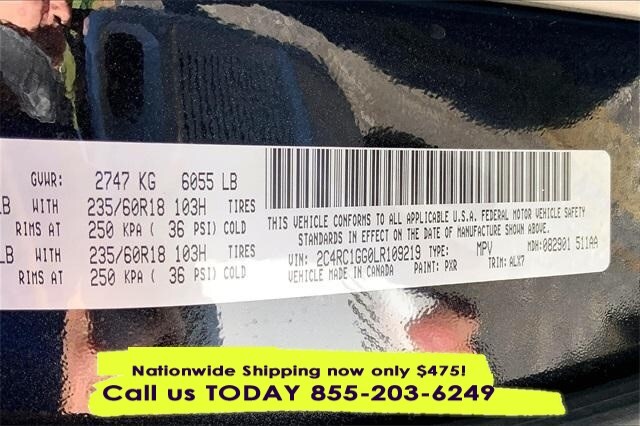 GVWR: 2747 KG 6055 LB
LB WITH 235/60R18 103H TIRES
RIMS AT 250 KPA ( 36 PSI) COLD
LB WITH 235/60R18 103H TIRES
RIMS AT 250 KPA ( 36 PSI) COLD
THIS VEHICLE CONFORMS TO ALL APPLICABLE U.S.A. FEDERAL MOTOR VEHICLE SAFETY
STANDARDS IN EFFECT ON THE DATE OF MANUFACTURE SHOWN ABOVE.
VIN: 2C4RC1GG0LR109219 TYPE: MPV MDH: 082901 511AA
VEHICLE MADE IN CANADA PAINT: PXR TRIM: ALX7
Nationwide Shipping now only $475!
Call us TODAY 855-203-6249